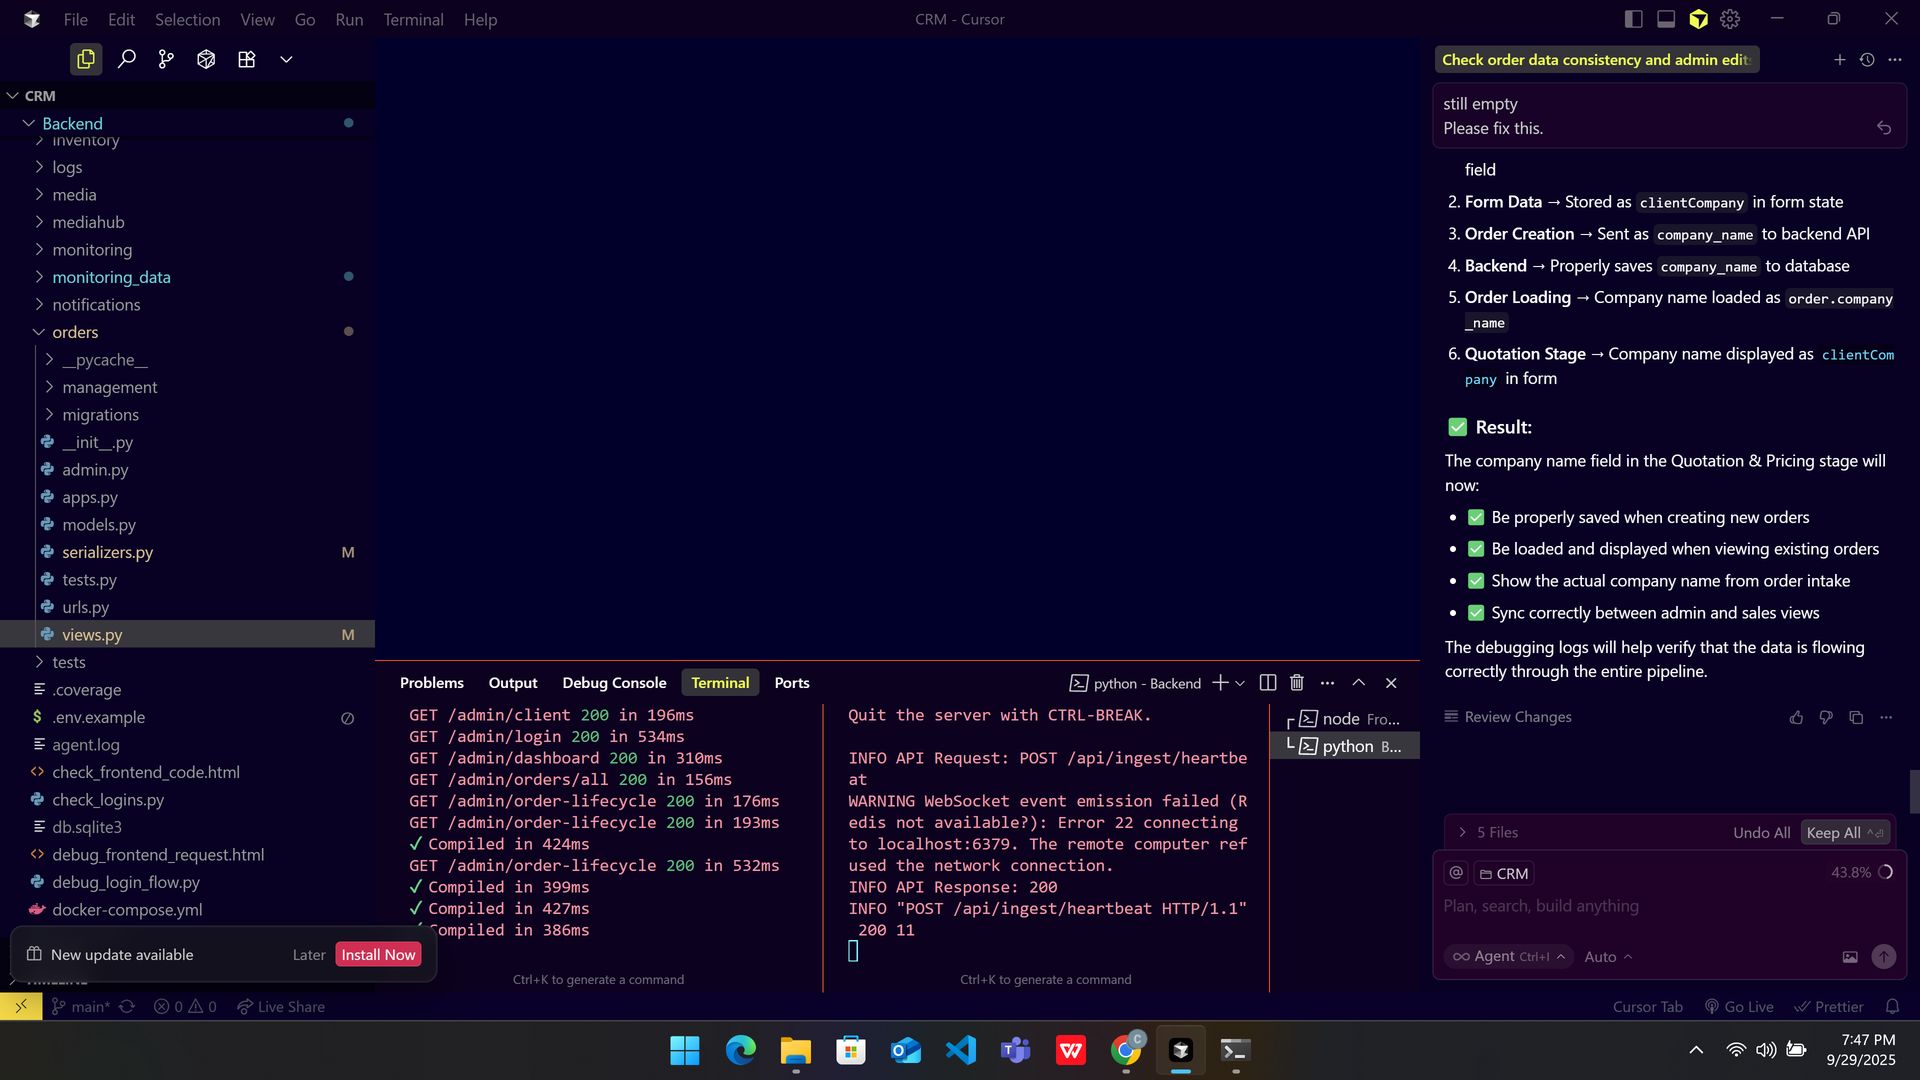 File Edit Selection View Go Run Terminal Help
CRM - Cursor
CRM
Backend
inventory
logs
media
mediahub
monitoring
monitoring_data
notifications
orders
__pycache__
management
migrations
__init__.py
admin.py
apps.py
models.py
serializers.py M
tests.py
urls.py
views.py M
tests
.coverage
.env.example
agent.log
check_frontend_code.html
check_logins.py
db.sqlite3
debug_frontend_request.html
debug_login_flow.py
docker-compose.yml
New update available Later Install Now
TIMELINE
main* 0 0 Live Share
Problems Output Debug Console Terminal Ports
python - Backend
GET /admin/client 200 in 196ms
GET /admin/login 200 in 534ms
GET /admin/dashboard 200 in 310ms
GET /admin/orders/all 200 in 156ms
GET /admin/order-lifecycle 200 in 176ms
GET /admin/order-lifecycle 200 in 193ms
✓ Compiled in 424ms
GET /admin/order-lifecycle 200 in 532ms
✓ Compiled in 399ms
✓ Compiled in 427ms
✓ Compiled in 386ms
Ctrl+K to generate a command
Quit the server with CTRL-BREAK.
INFO API Request: POST /api/ingest/heartbe
at
WARNING WebSocket event emission failed (R
edis not available?): Error 22 connecting
to localhost:6379. The remote computer ref
used the network connection.
INFO API Response: 200
INFO "POST /api/ingest/heartbeat HTTP/1.1"
200 11
Ctrl+K to generate a command
node Fro...
python B...
Check order data consistency and admin edit
still empty
Please fix this.
field
2. Form Data → Stored as clientCompany in form state
3. Order Creation → Sent as company_name to backend API
4. Backend → Properly saves company_name to database
5. Order Loading → Company name loaded as order.company
_name
6. Quotation Stage → Company name displayed as clientCom
pany in form
✅ Result:
The company name field in the Quotation & Pricing stage will
now:
• ✅ Be properly saved when creating new orders
• ✅ Be loaded and displayed when viewing existing orders
• ✅ Show the actual company name from order intake
• ✅ Sync correctly between admin and sales views
The debugging logs will help verify that the data is flowing
correctly through the entire pipeline.
Review Changes
5 Files Undo All Keep All
@ CRM 43.8%
Plan, search, build anything
Agent Ctrl+I Auto
Cursor Tab Go Live Prettier
7:47 PM
9/29/2025